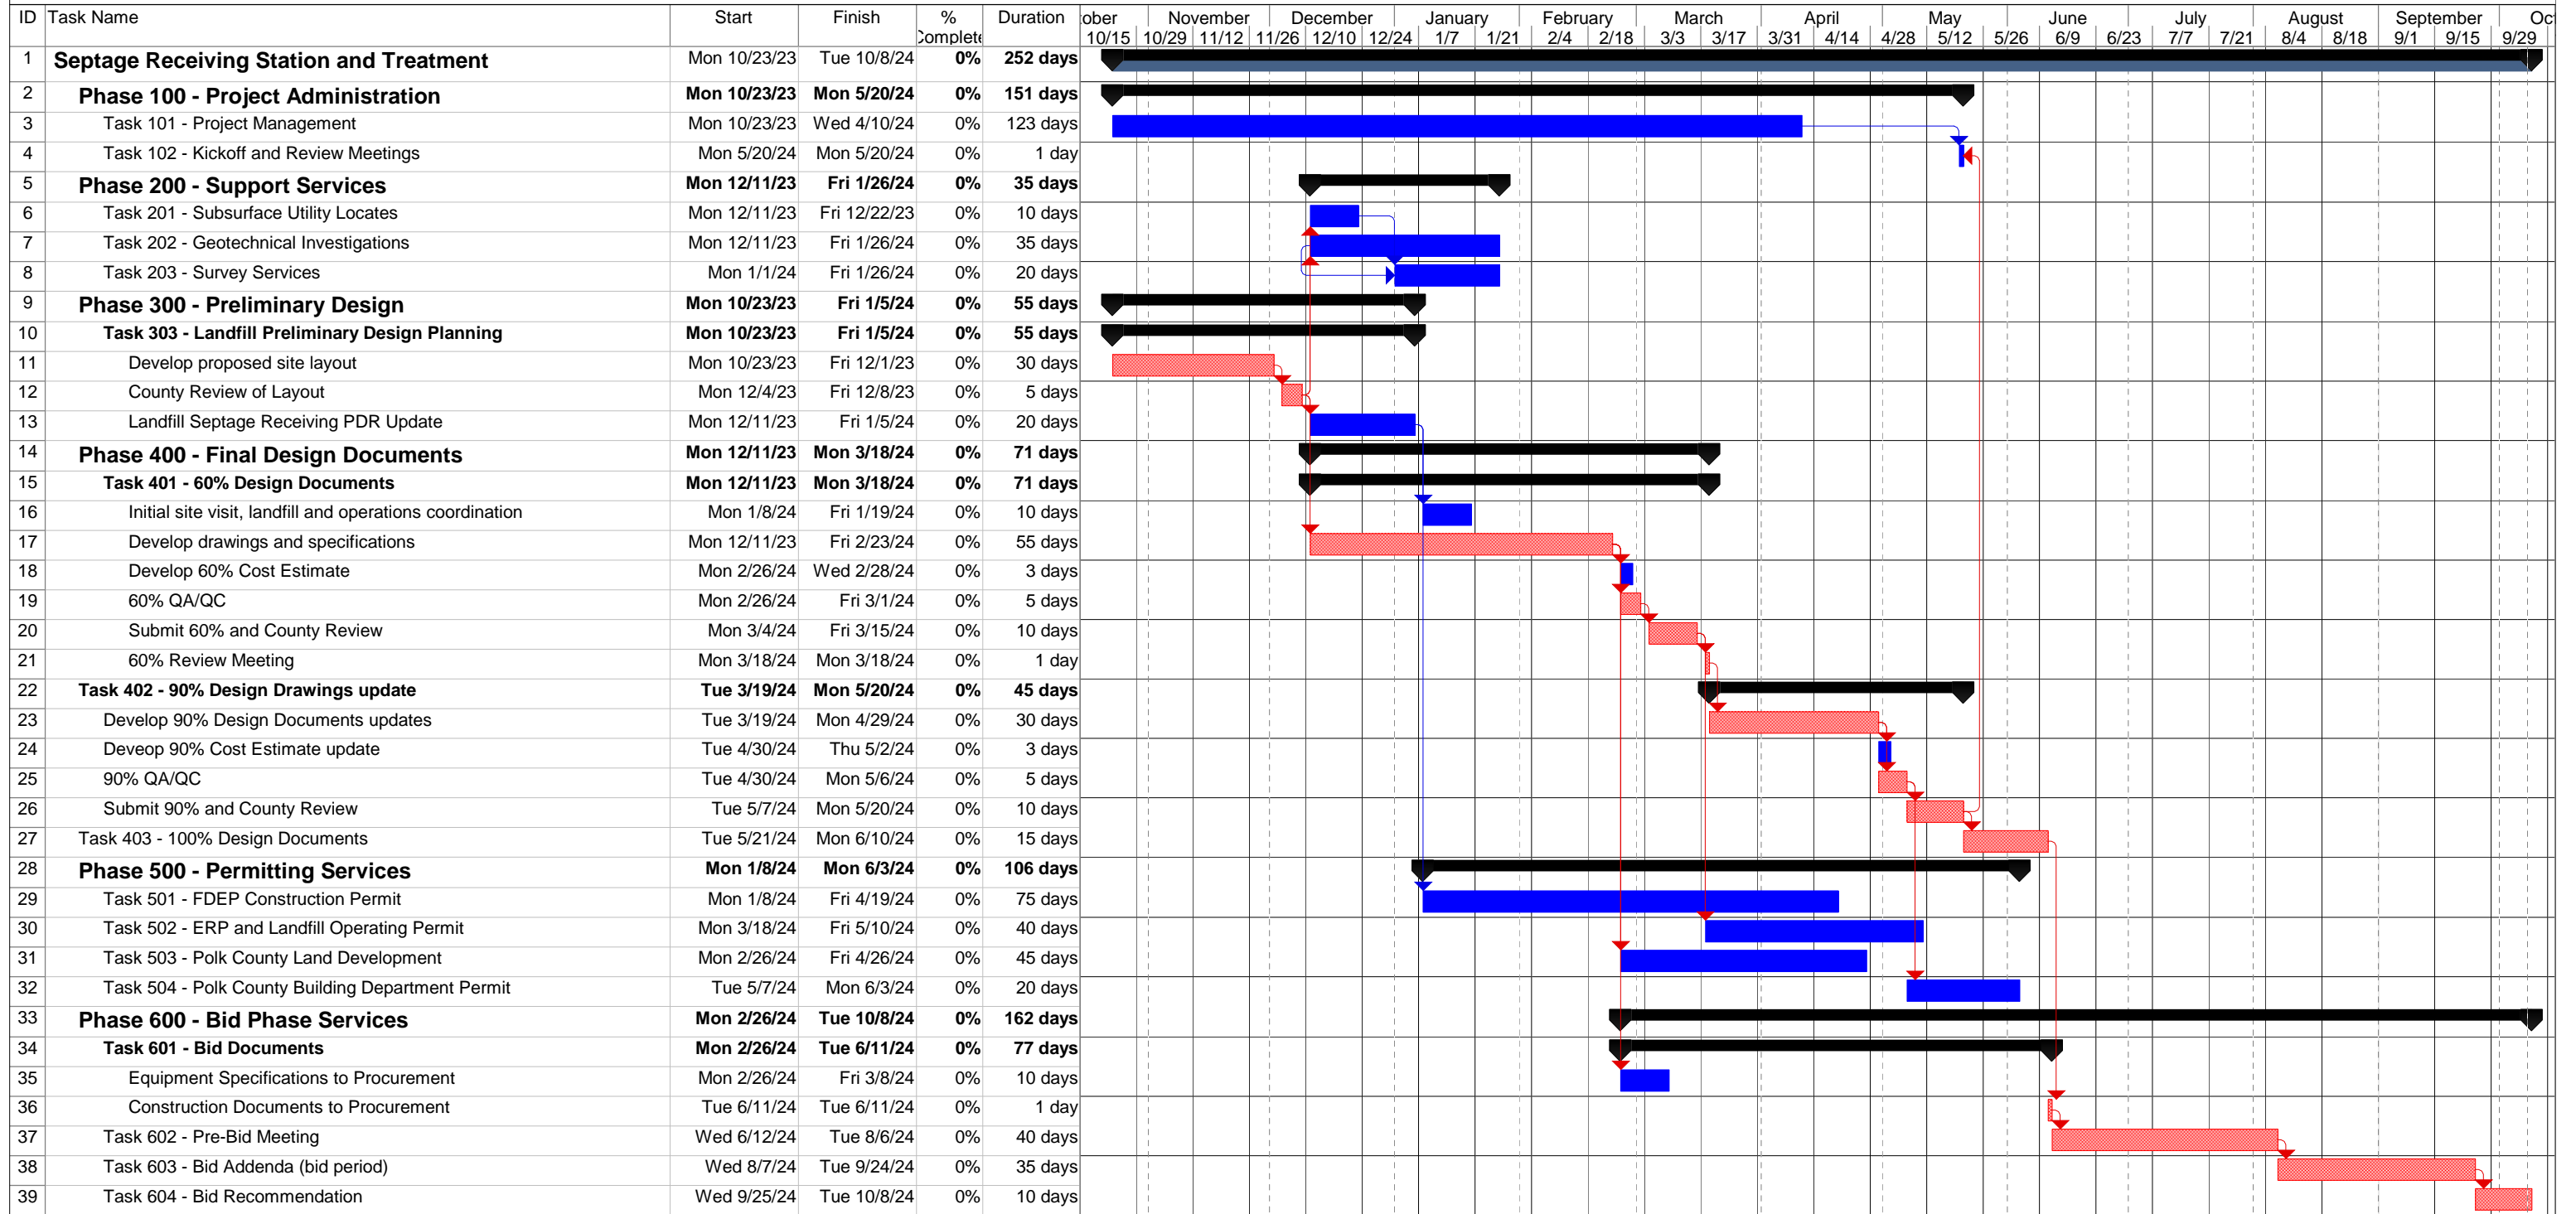 ID Task Name Start Finish % Complete Duration
ober November December January February March April May June July August September Oct
10/15 10/29 11/12 11/26 12/10 12/24 1/7 1/21 2/4 2/18 3/3 3/17 3/31 4/14 4/28 5/12 5/26 6/9 6/23 7/7 7/21 8/4 8/18 9/1 9/15 9/29
1 Septage Receiving Station and Treatment Mon 10/23/23 Tue 10/8/24 0% 252 days
2 Phase 100 - Project Administration Mon 10/23/23 Mon 5/20/24 0% 151 days
3 Task 101 - Project Management Mon 10/23/23 Wed 4/10/24 0% 123 days
4 Task 102 - Kickoff and Review Meetings Mon 5/20/24 Mon 5/20/24 0% 1 day
5 Phase 200 - Support Services Mon 12/11/23 Fri 1/26/24 0% 35 days
6 Task 201 - Subsurface Utility Locates Mon 12/11/23 Fri 12/22/23 0% 10 days
7 Task 202 - Geotechnical Investigations Mon 12/11/23 Fri 1/26/24 0% 35 days
8 Task 203 - Survey Services Mon 1/1/24 Fri 1/26/24 0% 20 days
9 Phase 300 - Preliminary Design Mon 10/23/23 Fri 1/5/24 0% 55 days
10 Task 303 - Landfill Preliminary Design Planning Mon 10/23/23 Fri 1/5/24 0% 55 days
11 Develop proposed site layout Mon 10/23/23 Fri 12/1/23 0% 30 days
12 County Review of Layout Mon 12/4/23 Fri 12/8/23 0% 5 days
13 Landfill Septage Receiving PDR Update Mon 12/11/23 Fri 1/5/24 0% 20 days
14 Phase 400 - Final Design Documents Mon 12/11/23 Mon 3/18/24 0% 71 days
15 Task 401 - 60% Design Documents Mon 12/11/23 Mon 3/18/24 0% 71 days
16 Initial site visit, landfill and operations coordination Mon 1/8/24 Fri 1/19/24 0% 10 days
17 Develop drawings and specifications Mon 12/11/23 Fri 2/23/24 0% 55 days
18 Develop 60% Cost Estimate Mon 2/26/24 Wed 2/28/24 0% 3 days
19 60% QA/QC Mon 2/26/24 Fri 3/1/24 0% 5 days
20 Submit 60% and County Review Mon 3/4/24 Fri 3/15/24 0% 10 days
21 60% Review Meeting Mon 3/18/24 Mon 3/18/24 0% 1 day
22 Task 402 - 90% Design Drawings update Tue 3/19/24 Mon 5/20/24 0% 45 days
23 Develop 90% Design Documents updates Tue 3/19/24 Mon 4/29/24 0% 30 days
24 Deveop 90% Cost Estimate update Tue 4/30/24 Thu 5/2/24 0% 3 days
25 90% QA/QC Tue 4/30/24 Mon 5/6/24 0% 5 days
26 Submit 90% and County Review Tue 5/7/24 Mon 5/20/24 0% 10 days
27 Task 403 - 100% Design Documents Tue 5/21/24 Mon 6/10/24 0% 15 days
28 Phase 500 - Permitting Services Mon 1/8/24 Mon 6/3/24 0% 106 days
29 Task 501 - FDEP Construction Permit Mon 1/8/24 Fri 4/19/24 0% 75 days
30 Task 502 - ERP and Landfill Operating Permit Mon 3/18/24 Fri 5/10/24 0% 40 days
31 Task 503 - Polk County Land Development Mon 2/26/24 Fri 4/26/24 0% 45 days
32 Task 504 - Polk County Building Department Permit Tue 5/7/24 Mon 6/3/24 0% 20 days
33 Phase 600 - Bid Phase Services Mon 2/26/24 Tue 10/8/24 0% 162 days
34 Task 601 - Bid Documents Mon 2/26/24 Tue 6/11/24 0% 77 days
35 Equipment Specifications to Procurement Mon 2/26/24 Fri 3/8/24 0% 10 days
36 Construction Documents to Procurement Tue 6/11/24 Tue 6/11/24 0% 1 day
37 Task 602 - Pre-Bid Meeting Wed 6/12/24 Tue 8/6/24 0% 40 days
38 Task 603 - Bid Addenda (bid period) Wed 8/7/24 Tue 9/24/24 0% 35 days
39 Task 604 - Bid Recommendation Wed 9/25/24 Tue 10/8/24 0% 10 days